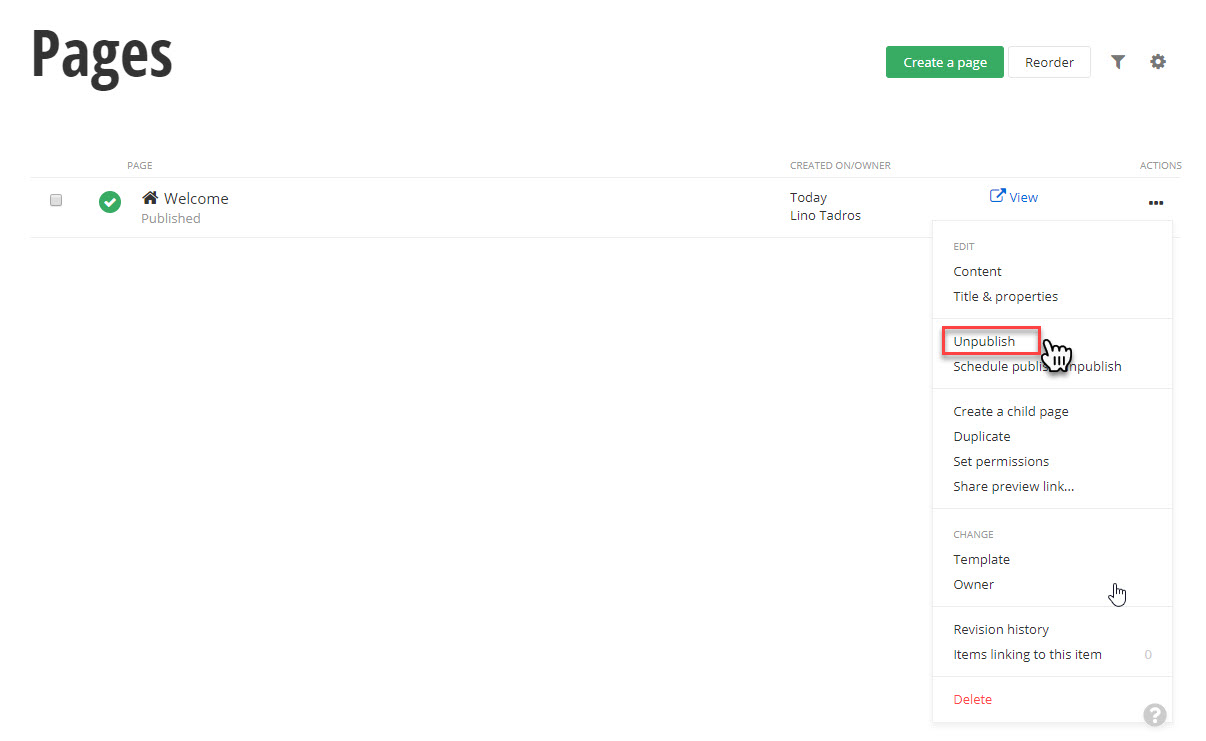 Pages
Create a page
Reorder
PAGE
CREATED ON/OWNER
ACTIONS
Welcome
Published
Today
Lino Tadros
View
EDIT
Content
Title & properties
Unpublish
Schedule publis npublish
Create a child page
Duplicate
Set permissions
Share preview link...
CHANGE
Template
Owner
Revision history
Items linking to this item 0
Delete
?